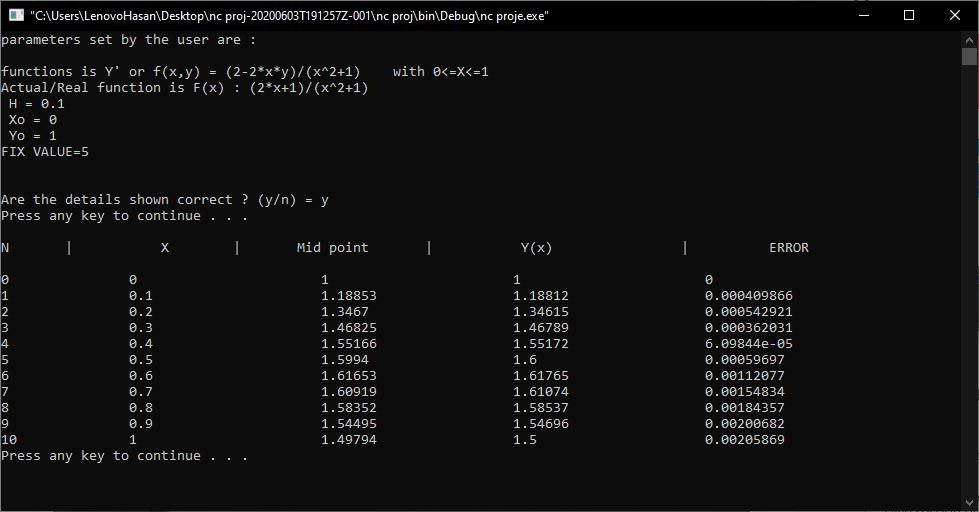 "C:\Users\LenovoHasan\Desktop\nc proj-20200603T191257Z-001\nc proj\bin\Debug\nc proje.exe"
parameters set by the user are :
functions is Y' or f(x,y) = (2-2*x*y)/(x^2+1)    with 0<=X<=1
Actual/Real function is F(x) : (2*x+1)/(x^2+1)
H = 0.1
Xo = 0
Yo = 1
FIX VALUE=5
Are the details shown correct ? (y/n) = y
Press any key to continue . . .
N | X | Mid point | Y(x) | ERROR
0 0 1 1 0
1 0.1 1.18853 1.18812 0.000409866
2 0.2 1.3467 1.34615 0.000542921
3 0.3 1.46825 1.46789 0.000362031
4 0.4 1.55166 1.55172 6.09844e-05
5 0.5 1.5994 1.6 0.00059697
6 0.6 1.61653 1.61765 0.00112077
7 0.7 1.60919 1.61074 0.00154834
8 0.8 1.58352 1.58537 0.00184357
9 0.9 1.54495 1.54696 0.00200682
10 1 1.49794 1.5 0.00205869
Press any key to continue . . .